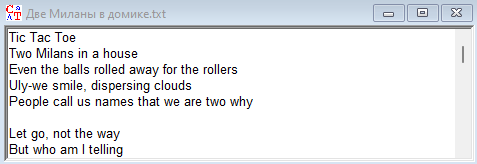 Две Миланы в домике.txt
Tic Tac Toe
Two Milans in a house
Even the balls rolled away for the rollers
Uly-we smile, dispersing clouds
People call us names that we are two why

Let go, not the way
But who am I telling